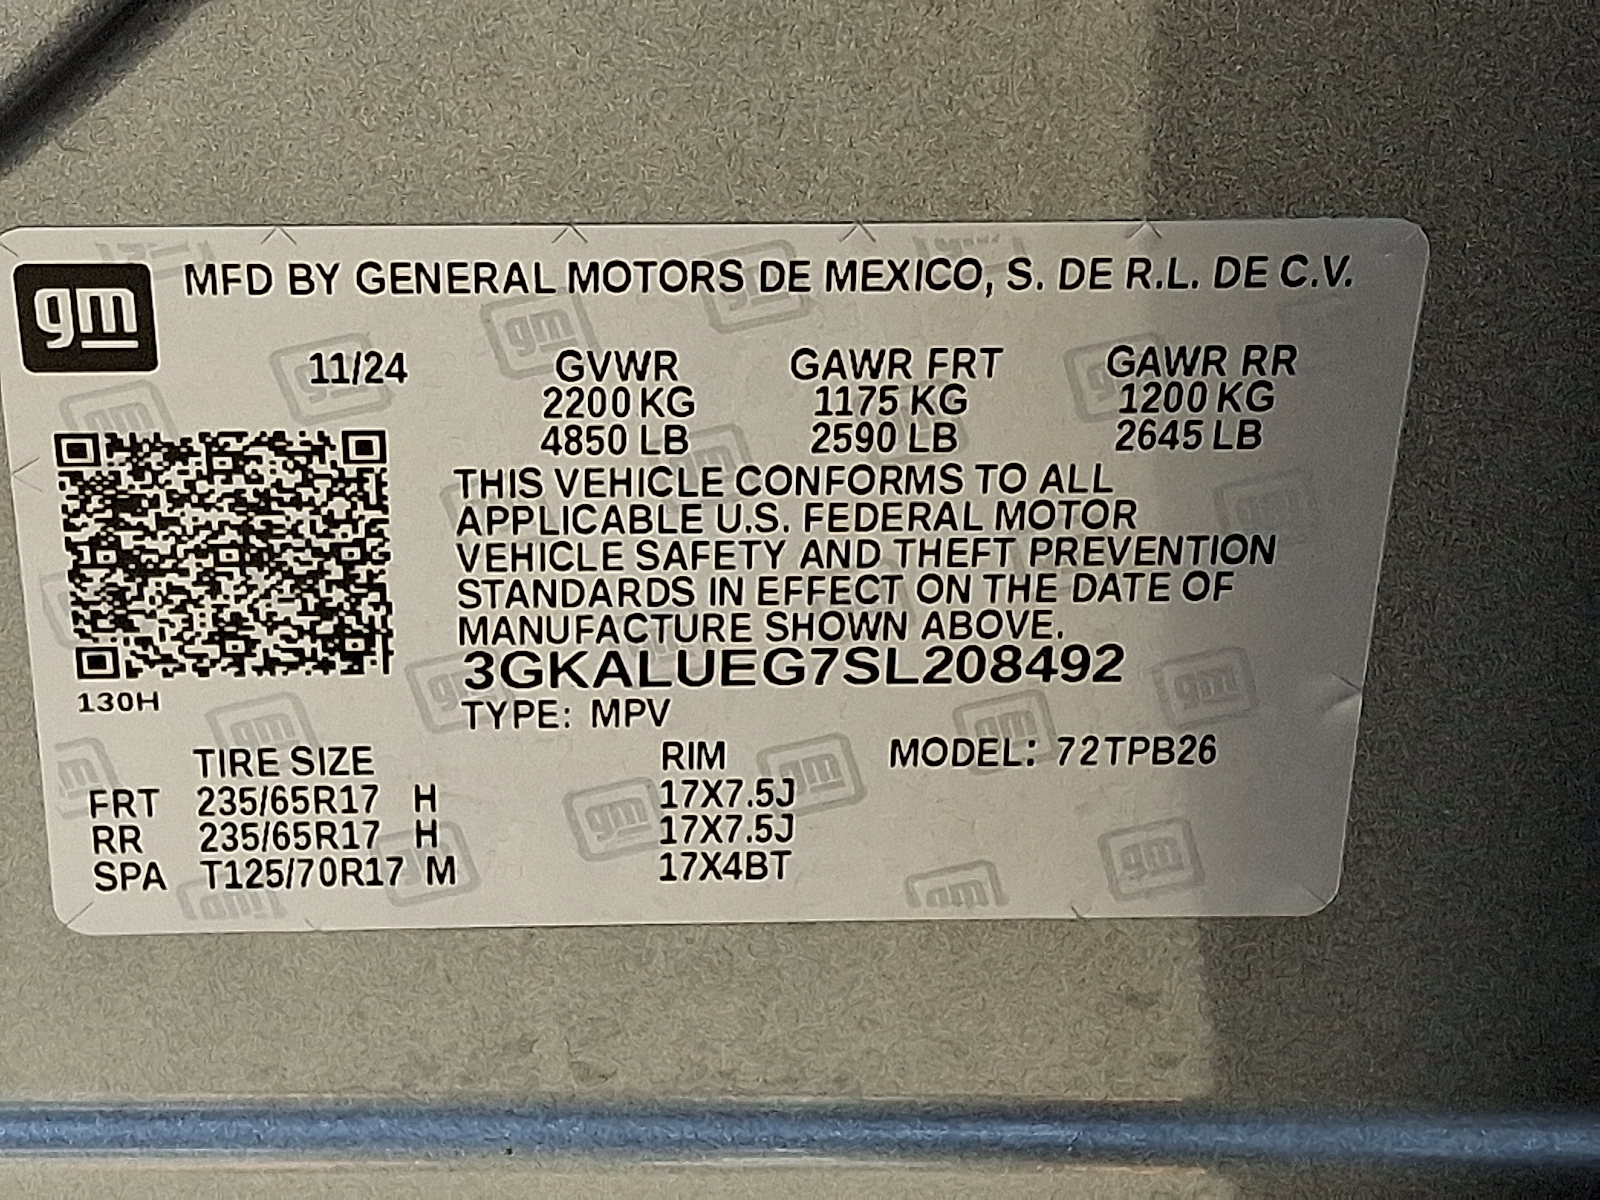 gm MFD BY GENERAL MOTORS DE MEXICO, S. DE R.L. DE C.V.
11/24 GVWR GAWR FRT GAWR RR
2200 KG 1175 KG 1200 KG
4850 LB 2590 LB 2645 LB
THIS VEHICLE CONFORMS TO ALL
APPLICABLE U.S. FEDERAL MOTOR
VEHICLE SAFETY AND THEFT PREVENTION
STANDARDS IN EFFECT ON THE DATE OF
MANUFACTURE SHOWN ABOVE.
3GKALUEG7SL208492
130H
TYPE: MPV
TIRE SIZE RIM MODEL: 72TPB26
FRT 235/65R17 H 17X7.5J
RR 235/65R17 H 17X7.5J
SPA T125/70R17 M 17X4BT